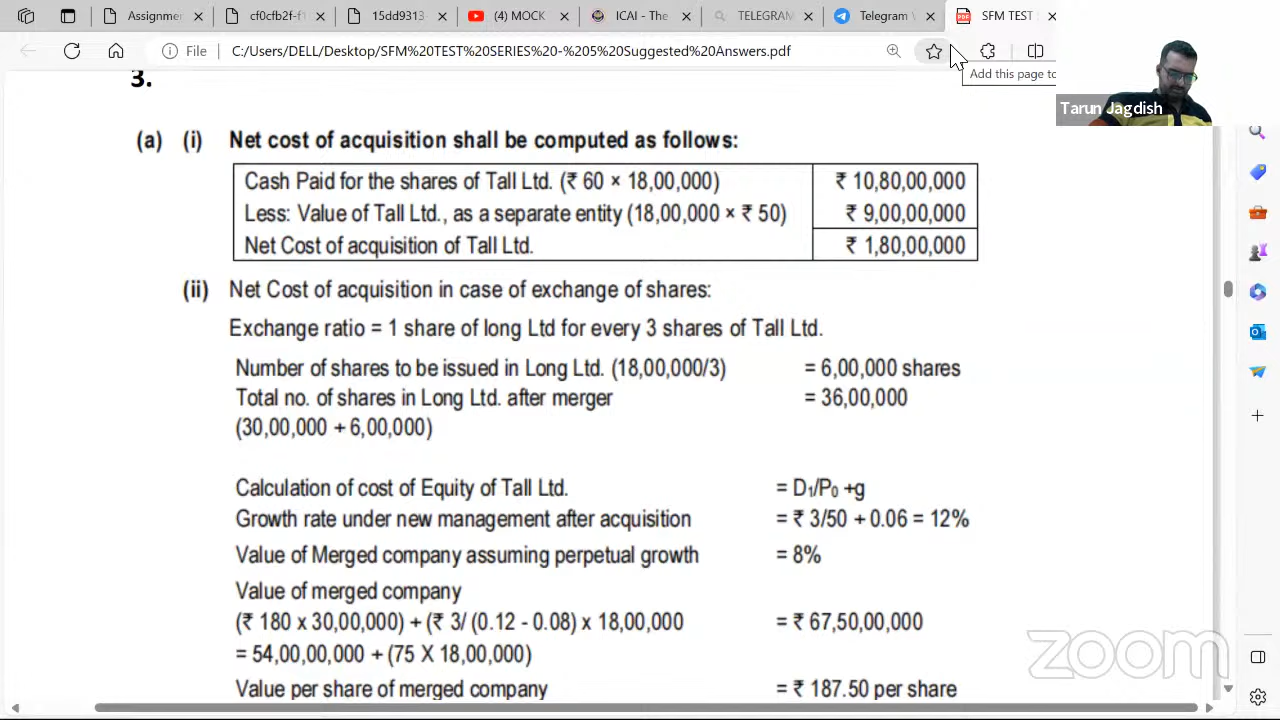 Assignmer
cf0cfb2f-f1
15dd9313-
(4) MOCK
ICAI - The
TELEGRAM
Telegram V
SFM TEST
File
C:/Users/DELL/Desktop/SFM%20TEST%20SERIES%20-%205%20Suggested%20Answers.pdf
Add this page to
Tarun Jagdish
3.
(a) (i) Net cost of acquisition shall be computed as follows:
Cash Paid for the shares of Tall Ltd. (₹ 60 × 18,00,000) ₹ 10,80,00,000
Less: Value of Tall Ltd., as a separate entity (18,00,000 × ₹ 50) ₹ 9,00,00,000
Net Cost of acquisition of Tall Ltd. ₹ 1,80,00,000
(ii) Net Cost of acquisition in case of exchange of shares:
Exchange ratio = 1 share of long Ltd for every 3 shares of Tall Ltd.
Number of shares to be issued in Long Ltd. (18,00,000/3) = 6,00,000 shares
Total no. of shares in Long Ltd. after merger = 36,00,000
(30,00,000 + 6,00,000)
Calculation of cost of Equity of Tall Ltd. = D₁/P₀ +g
Growth rate under new management after acquisition = ₹ 3/50 + 0.06 = 12%
Value of Merged company assuming perpetual growth = 8%
Value of merged company
(₹ 180 x 30,00,000) + (₹ 3/ (0.12 - 0.08) x 18,00,000 = ₹ 67,50,00,000
= 54,00,00,000 + (75 X 18,00,000)
Value per share of merged company = ₹ 187.50 per share
zoom